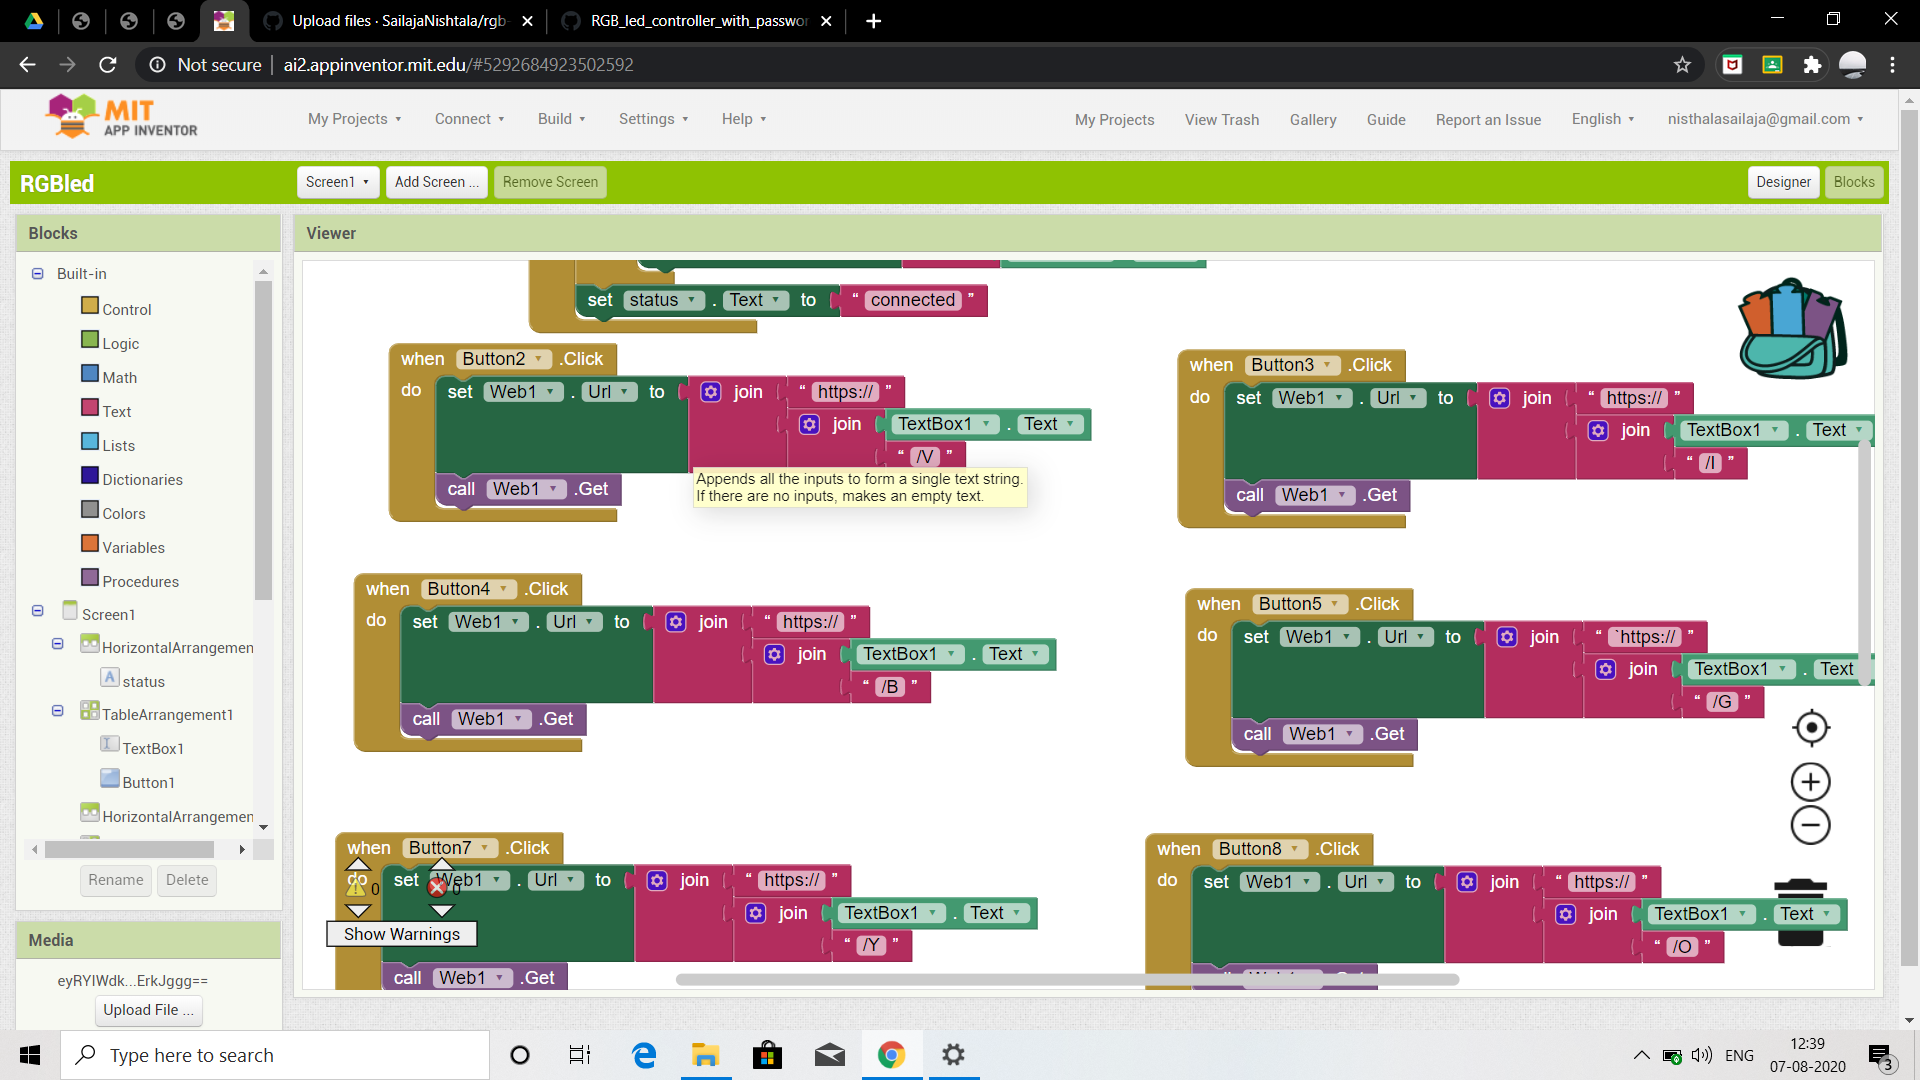 Upload files · SailajaNishtala/rgb-
RGB_led_controller_with_passwor
Not secure
ai2.appinventor.mit.edu/#5292684923502592
MIT
APP INVENTOR
My Projects
Connect
Build
Settings
Help
My Projects
View Trash
Gallery
Guide
Report an Issue
English
nisthalasailaja@gmail.com
RGBled
Screen1
Add Screen ...
Remove Screen
Designer
Blocks
Blocks
Viewer
Built-in
Control
Logic
Math
Text
Lists
Dictionaries
Colors
Variables
Procedures
Screen1
HorizontalArrangemen
status
TableArrangement1
TextBox1
Button1
HorizontalArrangemen
Rename
Delete
Media
eyRYIWdk...ErkJggg==
Upload File ...
set status . Text to “ connected ”
when Button2 .Click
do set Web1 . Url to join “ https:// ”
join TextBox1 . Text
“ /V ”
call Web1 .Get
Appends all the inputs to form a single text string.
If there are no inputs, makes an empty text.
when Button3 .Click
do set Web1 . Url to join “ https:// ”
join TextBox1 . Text
“ /I ”
call Web1 .Get
when Button4 .Click
do set Web1 . Url to join “ https:// ”
join TextBox1 . Text
“ /B ”
call Web1 .Get
when Button5 .Click
do set Web1 . Url to join “ `https:// ”
join TextBox1 . Text
“ /G ”
call Web1 .Get
when Button7 .Click
do set Web1 . Url to join “ https:// ”
join TextBox1 . Text
“ /Y ”
call Web1 .Get
0
0
Show Warnings
when Button8 .Click
do set Web1 . Url to join “ https:// ”
join TextBox1 . Text
“ /O ”
Type here to search
ENG
12:39
07-08-2020
3